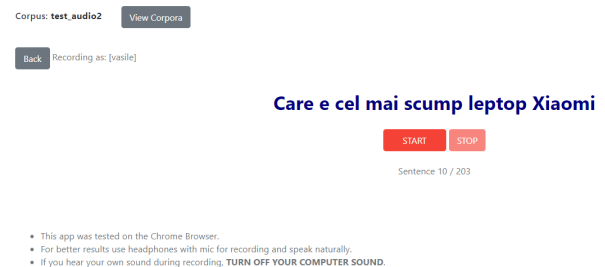 Corpus: test_audio2 View Corpora
Back Recording as: [vasile]
Care e cel mai scump leptop Xiaomi
START STOP
Sentence 10 / 203
• This app was tested on the Chrome Browser.
• For better results use headphones with mic for recording and speak naturally.
• If you hear your own sound during recording, TURN OFF YOUR COMPUTER SOUND.